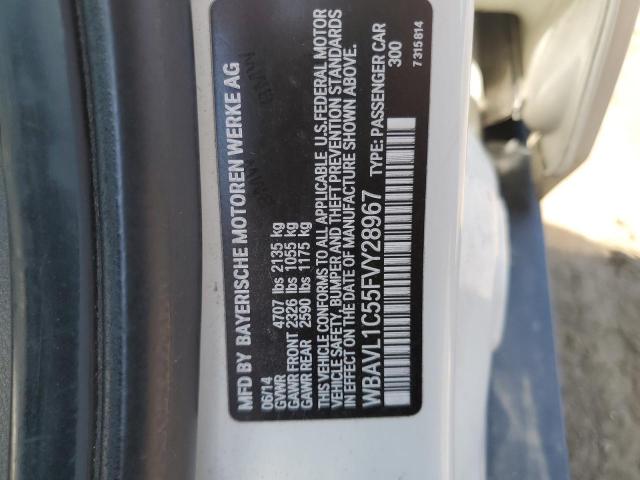 MFD BY BAYERISCHE MOTOREN WERKE AG
06/14
GVWR 4707 lbs 2135 kg
GAWR FRONT 2326 lbs 1055 kg
GAWR REAR 2590 lbs 1175 kg
THIS VEHICLE CONFORMS TO ALL APPLICABLE U.S.FEDERAL MOTOR
VEHICLE SAFETY, BUMPER AND THEFT PREVENTION STANDARDS
IN EFFECT ON THE DATE OF MANUFACTURE SHOWN ABOVE.
WBAVL1C55FVY28967 TYPE: PASSENGER CAR
300
7 315 814